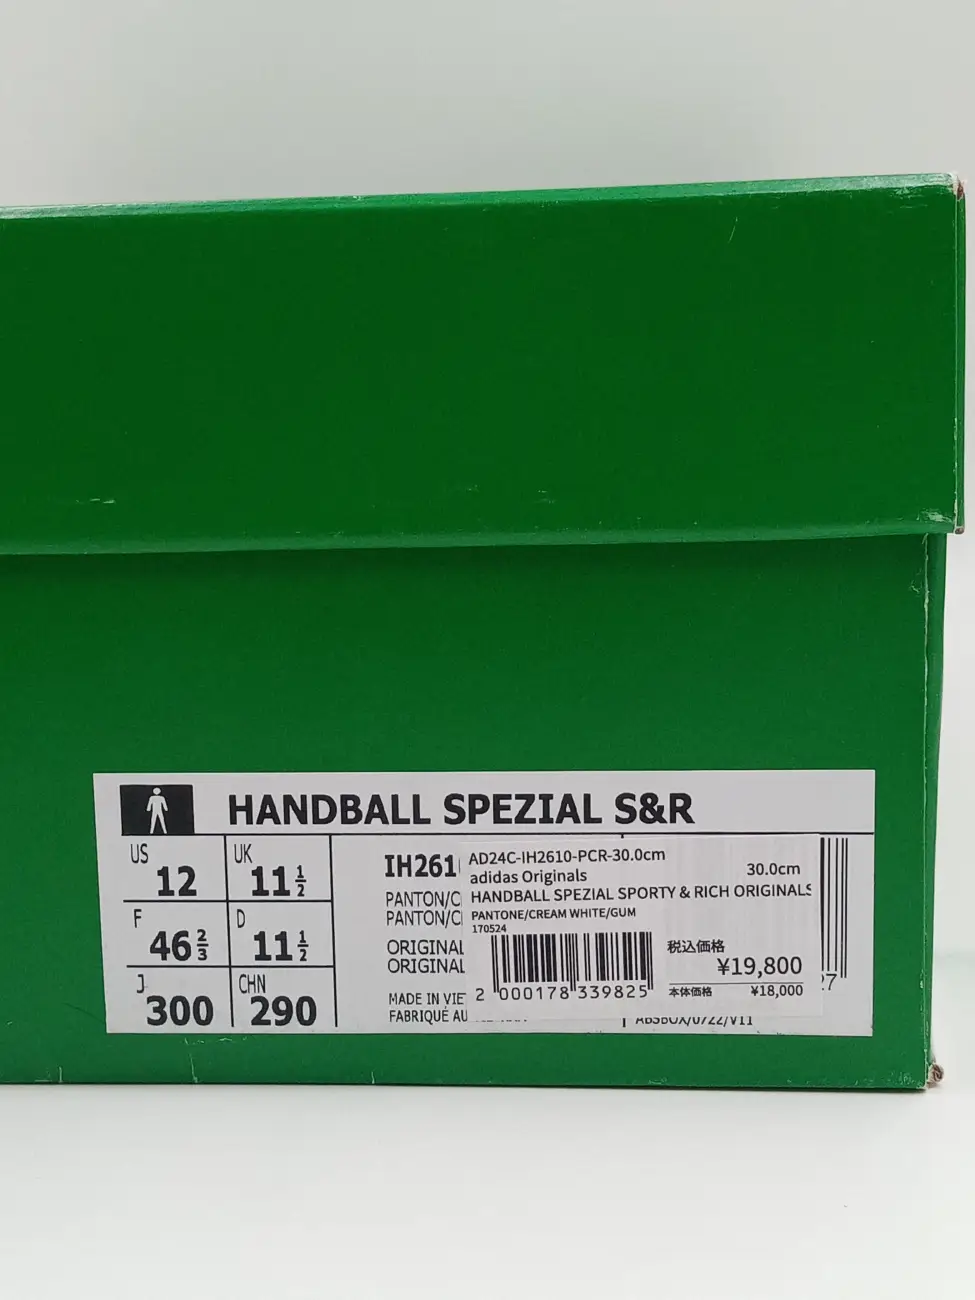 HANDBALL SPEZIAL S&R
US 12
UK 11 1/2
F 46 2/3
D 11 1/2
J 300
CHN 290
IH261
PANTON/C
PANTON/C
ORIGINAL
ORIGINAL
MADE IN VIE
FABRIQUÉ AU
AD24C-IH2610-PCR-30.0cm
adidas Originals 30.0cm
HANDBALL SPEZIAL SPORTY & RICH ORIGINALS
PANTONE/CREAM WHITE/GUM
170524
税込価格
¥19,800
本体価格 ¥18,000
2 000178 339825
27